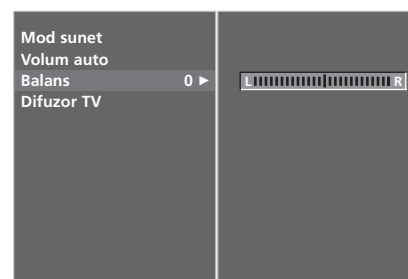 Mod sunet
Volum auto
Balans 0 ►
Difuzor TV
L R